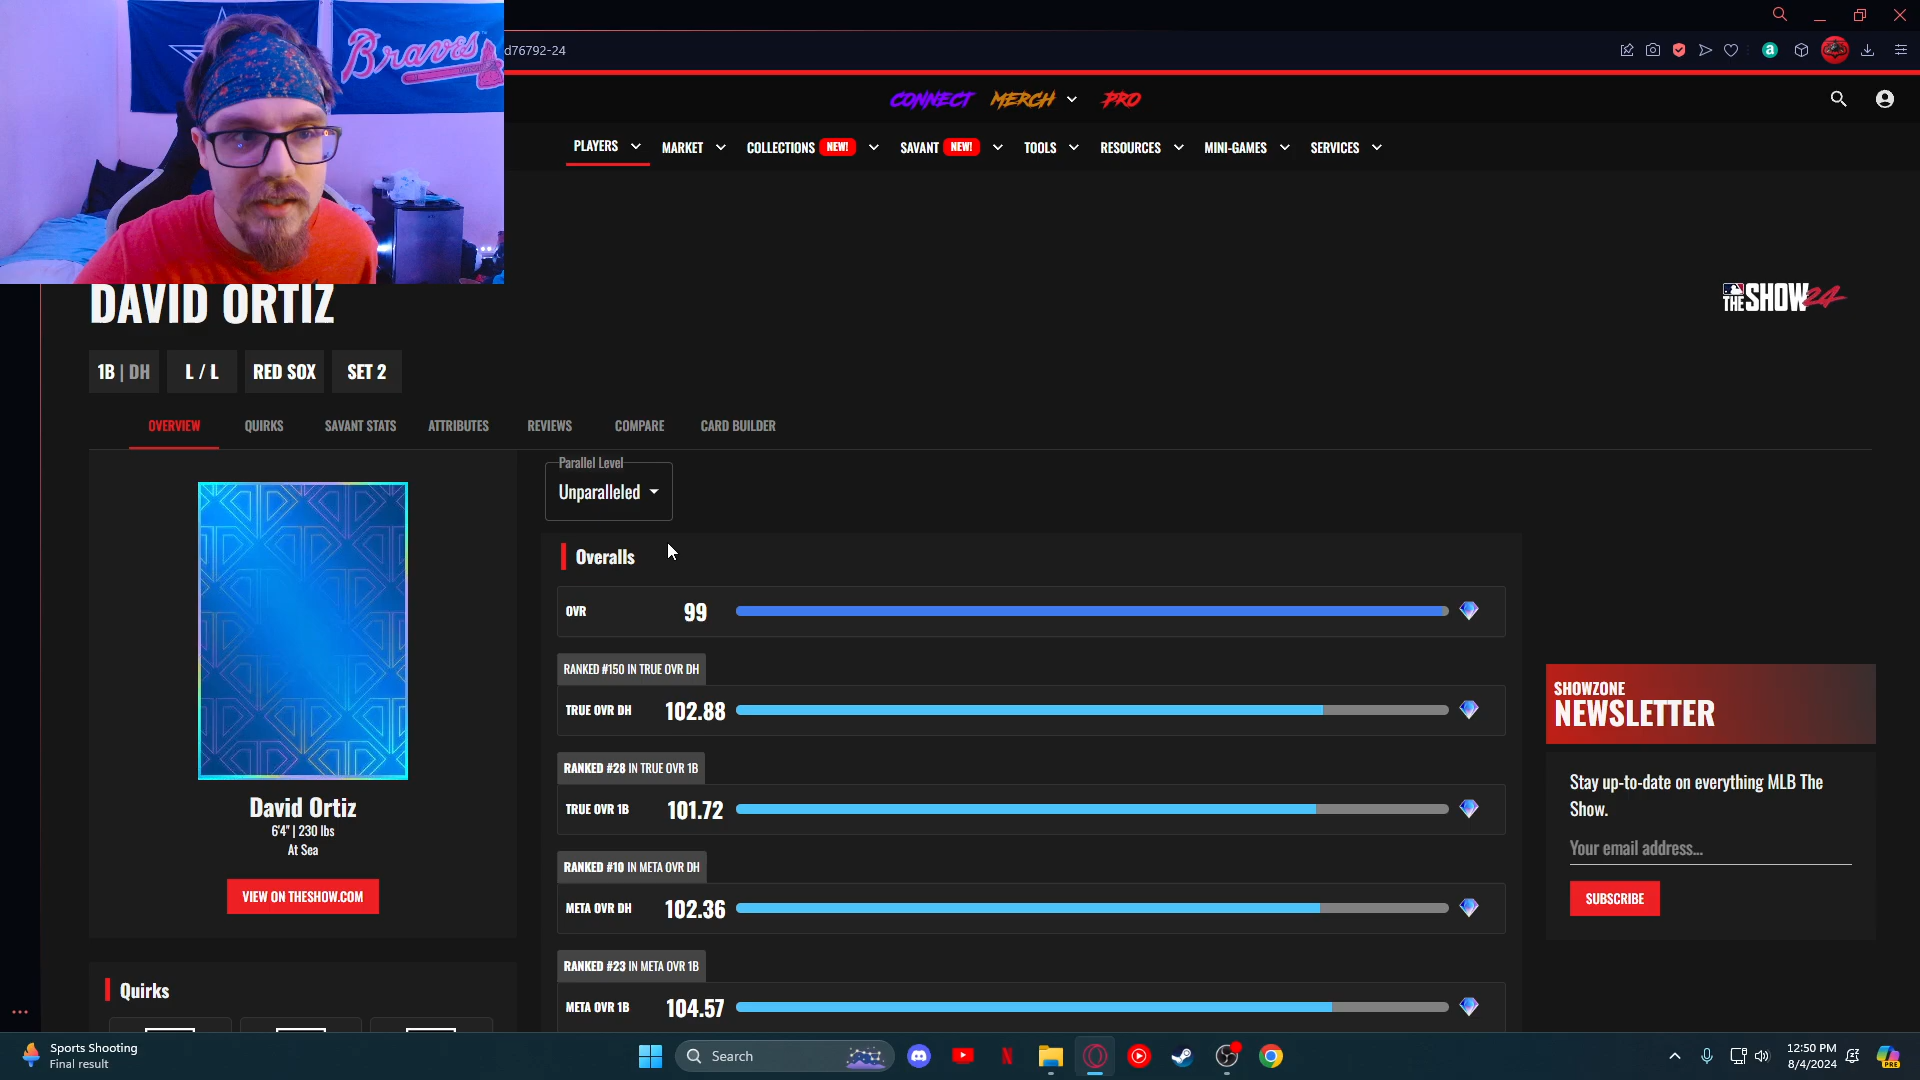 Braves
d76792-24
CONNECT MERCH PRO
PLAYERS MARKET COLLECTIONS NEW! SAVANT NEW! TOOLS RESOURCES MINI-GAMES SERVICES
DAVID ORTIZ
MLB THE SHOW 24
1B | DH L / L RED SOX SET 2
OVERVIEW QUIRKS SAVANT STATS ATTRIBUTES REVIEWS COMPARE CARD BUILDER
Parallel Level
Unparalleled
Overalls
OVR 99
RANKED #150 IN TRUE OVR DH
TRUE OVR DH 102.88
RANKED #28 IN TRUE OVR 1B
TRUE OVR 1B 101.72
RANKED #10 IN META OVR DH
META OVR DH 102.36
RANKED #23 IN META OVR 1B
META OVR 1B 104.57
David Ortiz
6'4" | 230 lbs
At Sea
VIEW ON THESHOW.COM
Quirks
SHOWZONE
NEWSLETTER
Stay up-to-date on everything MLB The
Show.
Your email address...
SUBSCRIBE
Sports Shooting
Final result
Search
12:50 PM
8/4/2024
PRE